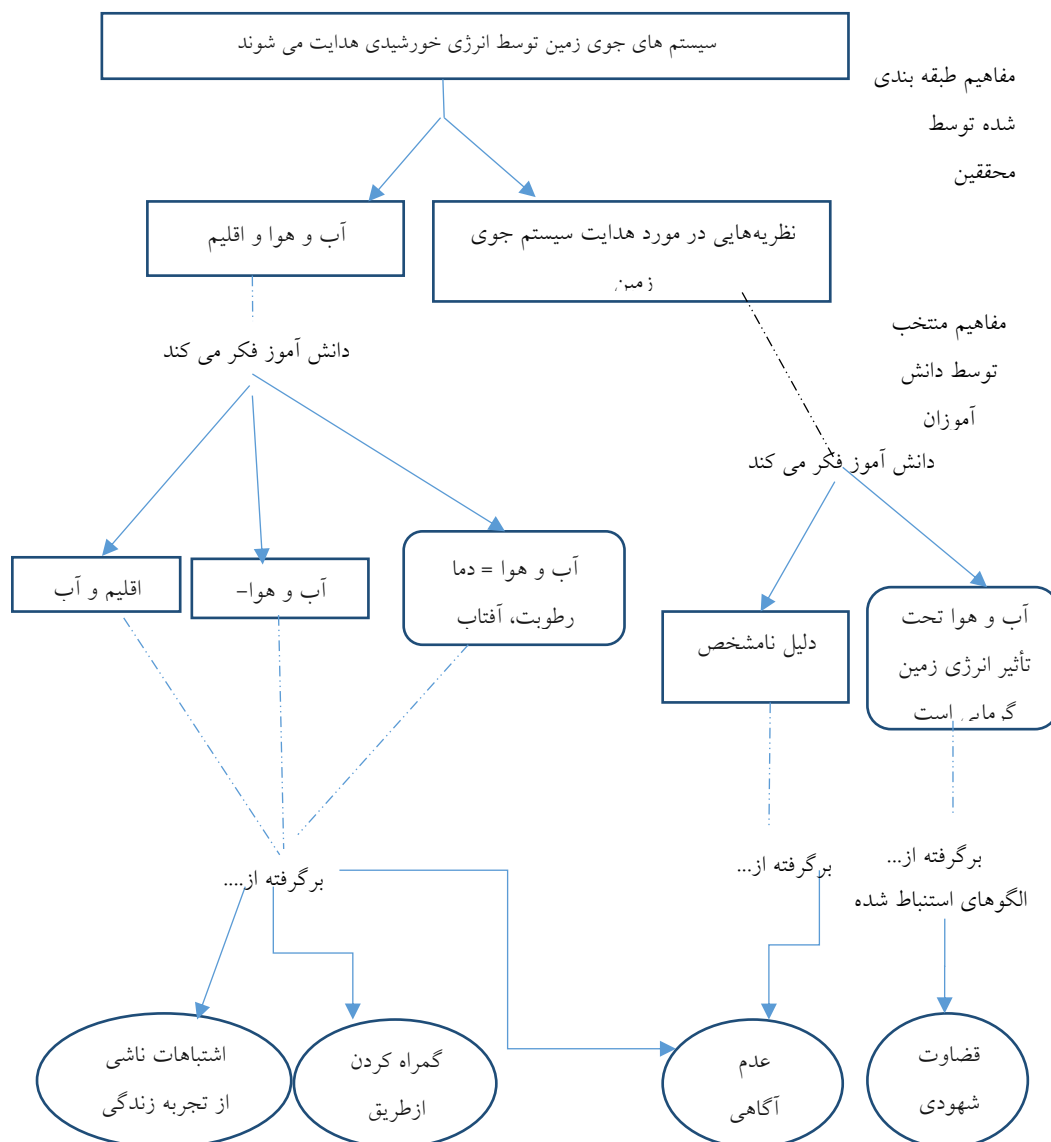 سیستم های جوی زمین توسط انرژی خورشیدی هدایت می شوند
مفاهیم طبقه بندی
شده توسط
محققین
نظریه‌هایی در مورد هدایت سیستم جوی
زمین
آب و هوا و اقلیم
مفاهیم منتخب
توسط دانش
آموزان
دانش آموز فکر می کند
دانش آموز فکر می کند
آب و هوا تحت
تأثیر انرژی زمین
گرمایی است
دلیل نامشخص
آب و هوا = دما
رطوبت، آفتاب
آب و هوا–
اقلیم و آب
برگرفته از...
الگوهای استنباط شده
برگرفته از...
برگرفته از....
قضاوت
شهودی
عدم
آگاهی
گمراه کردن
ازطریق
اشتباهات ناشی
از تجربه زندگی